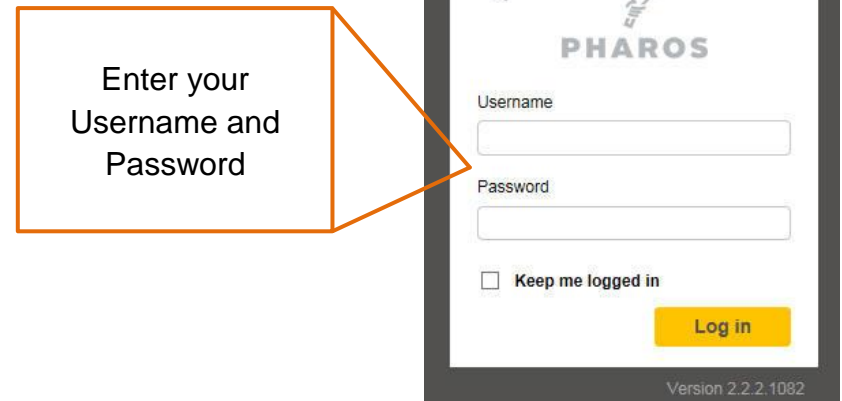 Enter your
Username and
Password
PHAROS
Username
Password
Keep me logged in
Log in
Version 2.2.2.1082